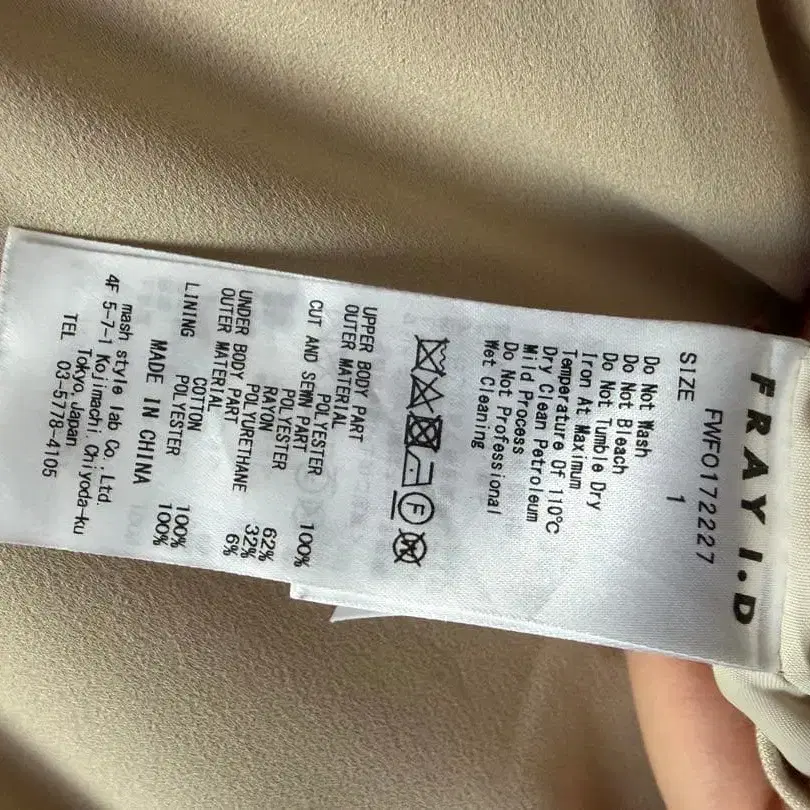 FRAY I.D
FWFO172227
SIZE 1
Do Not Wash
Do Not Bleach
Do Not Tumble Dry
Iron At Maximum
Temperature Of 110°C
Dry Clean Petroleum
Mild Process
Do Not Professional
Wet Cleaning
F
UPPER BODY PART
OUTER MATERIAL
POLYESTER 100%
CUT AND SEWN PART
POLYESTER 62%
RAYON 32%
POLYURETHANE 6%
UNDER BODY PART
OUTER MATERIAL
COTTON 100%
LINING
POLYESTER 100%
MADE IN CHINA
mash style lab Co., Ltd.
4F 5-7-1 Kojimachi. Chiyoda-ku
Tokyo.Japan
TEL 03-5778-4105